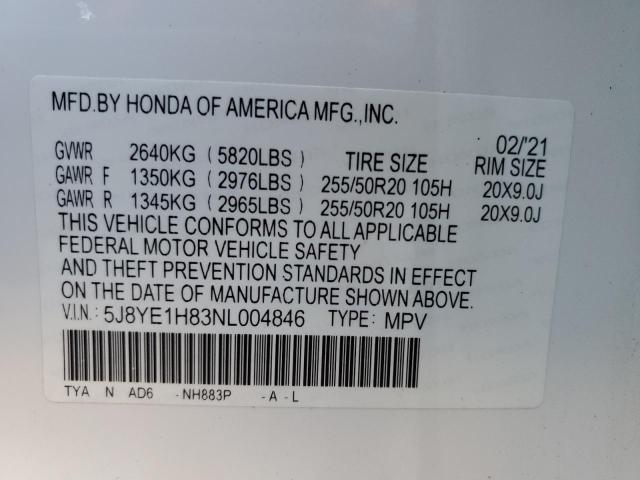 MFD.BY HONDA OF AMERICA MFG.,INC.
02/'21
GVWR 2640KG (5820LBS) TIRE SIZE RIM SIZE
GAWR F 1350KG (2976LBS) 255/50R20 105H 20X9.0J
GAWR R 1345KG (2965LBS) 255/50R20 105H 20X9.0J
THIS VEHICLE CONFORMS TO ALL APPLICABLE
FEDERAL MOTOR VEHICLE SAFETY
AND THEFT PREVENTION STANDARDS IN EFFECT
ON THE DATE OF MANUFACTURE SHOWN ABOVE.
V.I.N.: 5J8YE1H83NL004846 TYPE: MPV
TYA N AD6 -NH883P -A-L